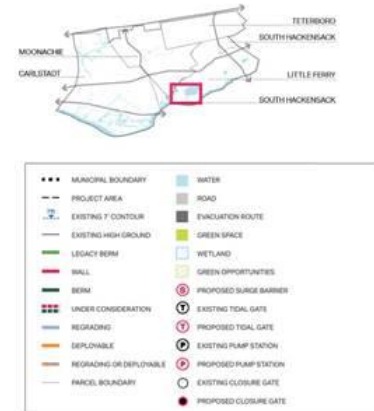 TETERBORO
SOUTH HACKENSACK
MOONACHIE
CARLSTADT
LITTLE FERRY
SOUTH HACKENSACK
MUNICIPAL BOUNDARY
PROJECT AREA
EXISTING 7' CONTOUR
EXISTING HIGH GROUND
LEGACY BERM
WALL
BERM
UNDER CONSIDERATION
REGRADING
DEPLOYABLE
REGRADING OR DEPLOYABLE
PARCEL BOUNDARY
WATER
ROAD
EVACUATION ROUTE
GREEN SPACE
WETLAND
GREEN OPPORTUNITIES
S PROPOSED SURGE BARRIER
T EXISTING TIDAL GATE
T PROPOSED TIDAL GATE
P EXISTING PUMP STATION
P PROPOSED PUMP STATION
EXISTING CLOSURE GATE
PROPOSED CLOSURE GATE